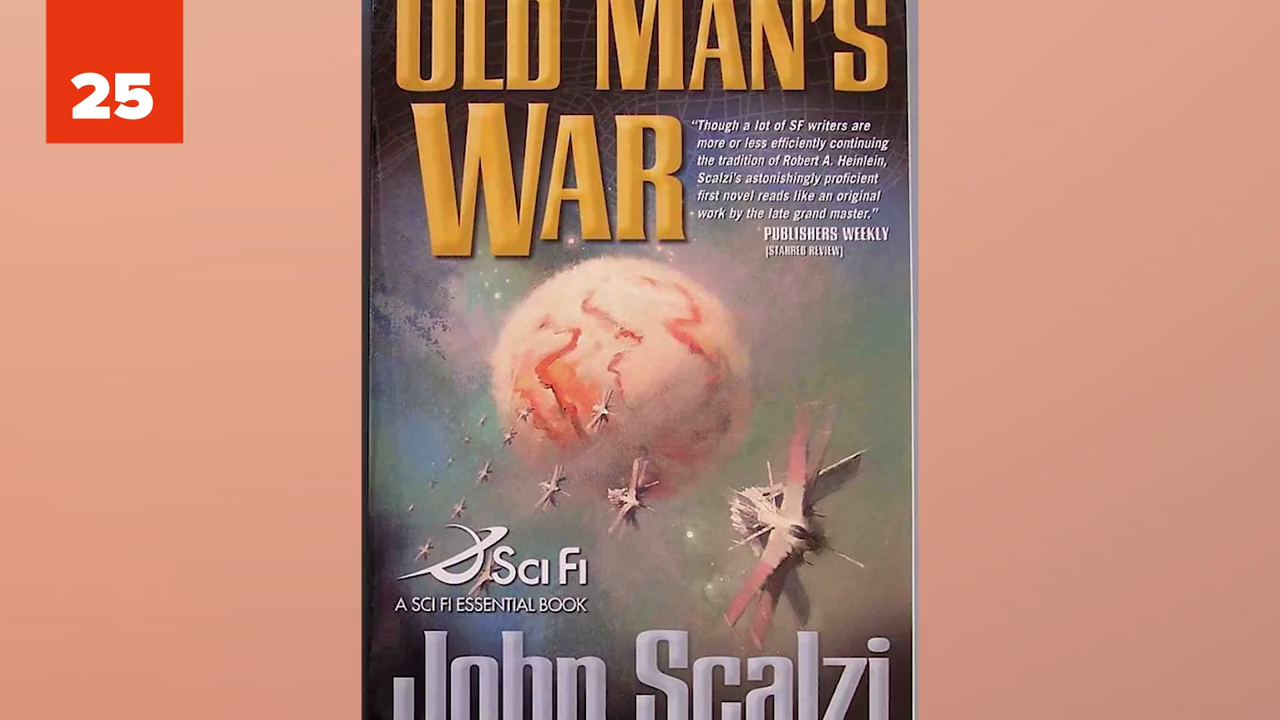 25
OLD MAN'S
WAR
"Though a lot of SF writers are
more or less efficiently continuing
the tradition of Robert A. Heinlein,
Scalzi's astonishingly proficient
first novel reads like an original
work by the late grand master."
PUBLISHERS WEEKLY
[STARRED REVIEW]
SCI FI
A SCI FI ESSENTIAL BOOK
John Scalzi